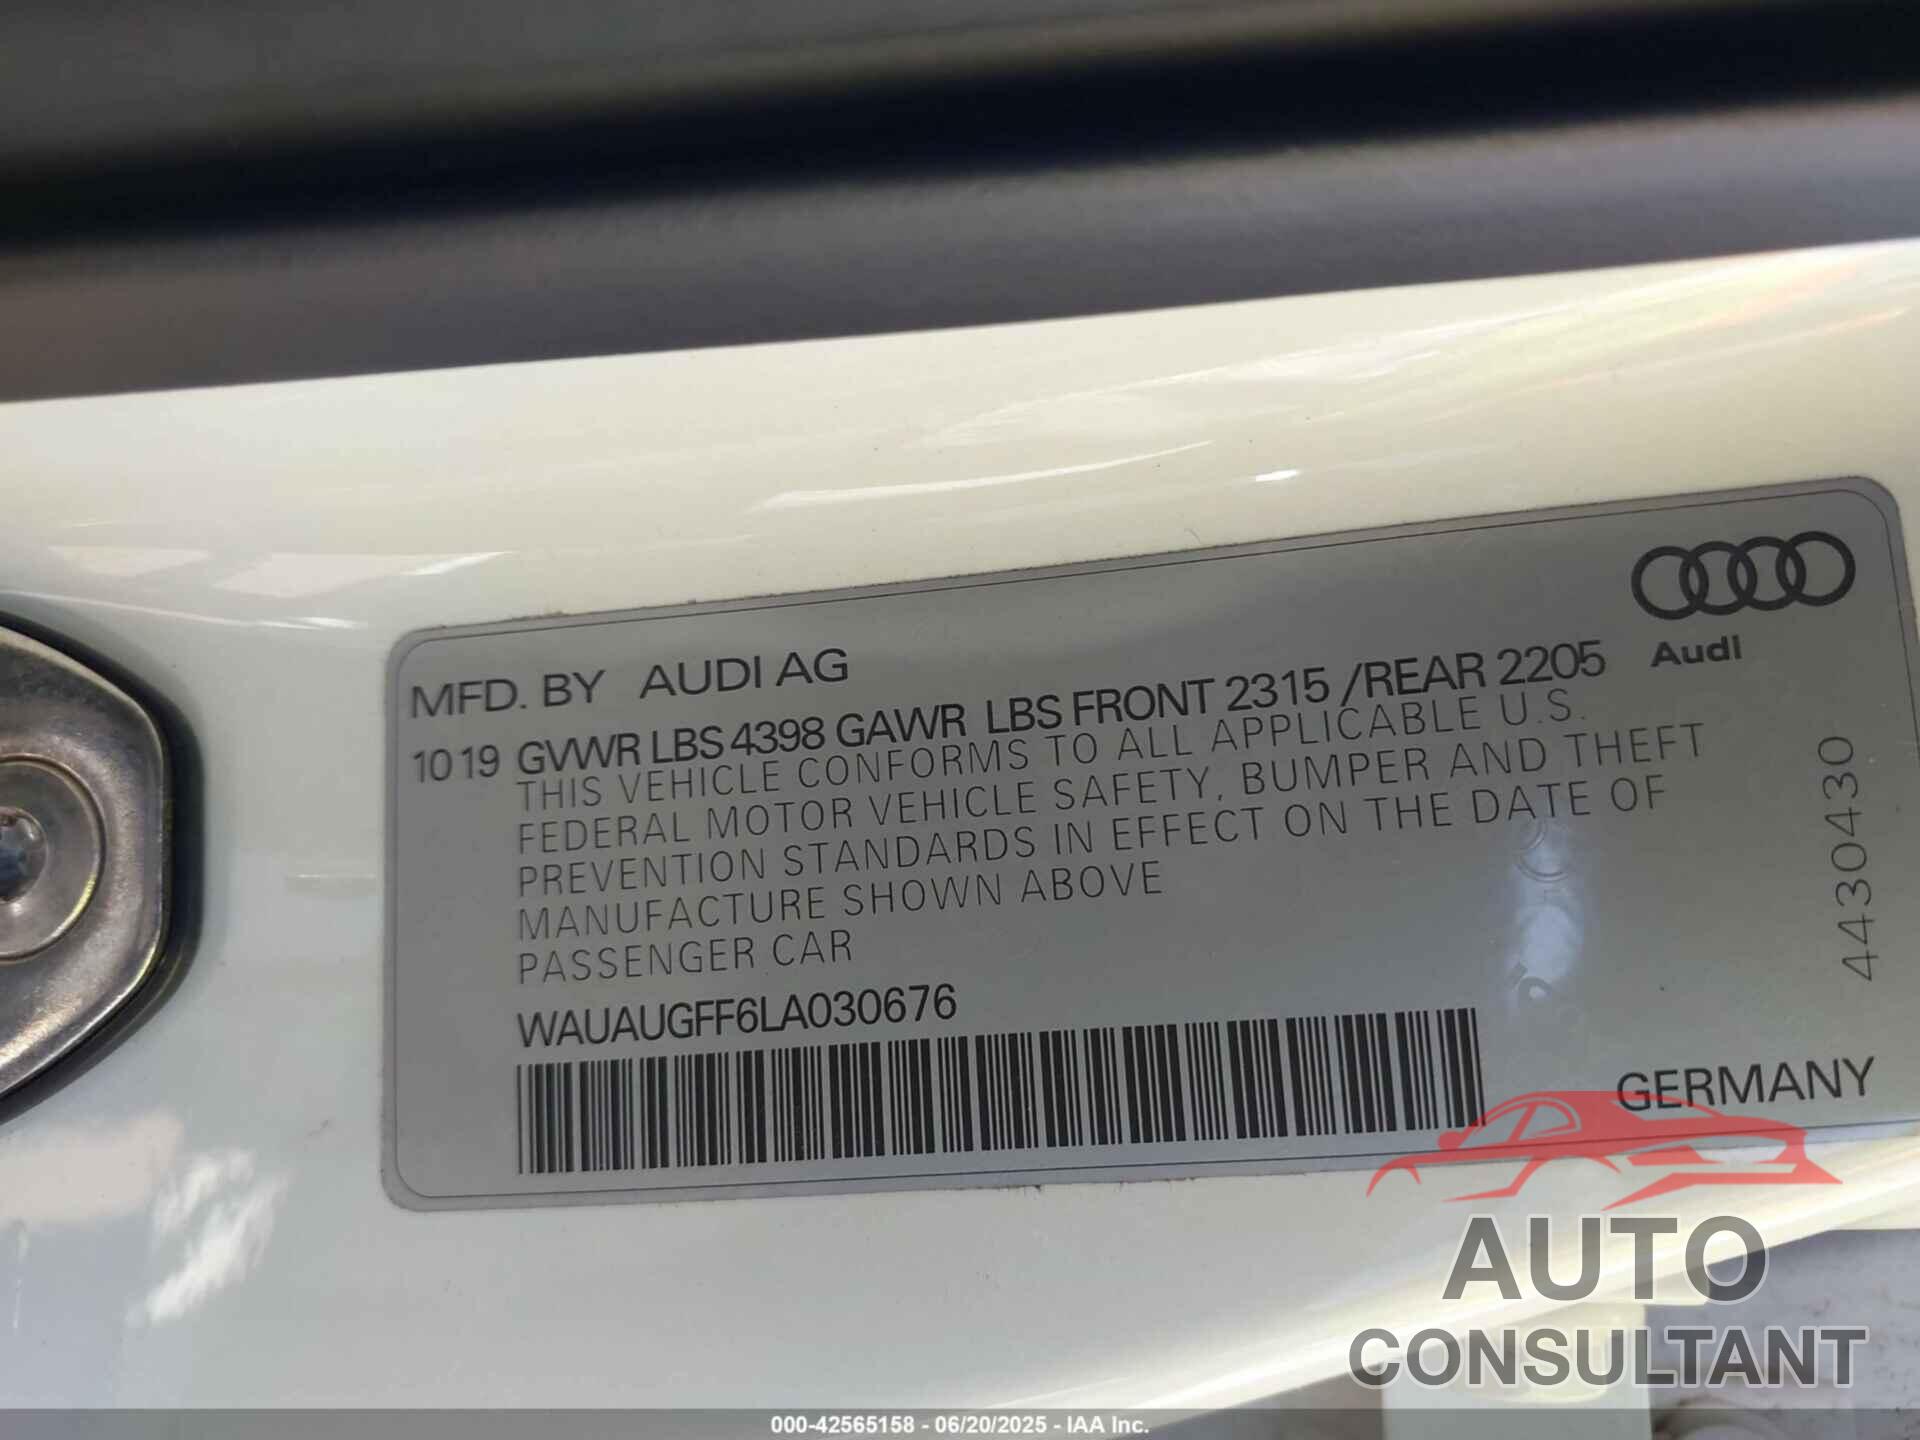 MFD. BY AUDI AG
Audi
10 19 GVWR LBS 4398 GAWR LBS FRONT 2315 /REAR 2205
THIS VEHICLE CONFORMS TO ALL APPLICABLE U.S.
FEDERAL MOTOR VEHICLE SAFETY, BUMPER AND THEFT
PREVENTION STANDARDS IN EFFECT ON THE DATE OF
MANUFACTURE SHOWN ABOVE
PASSENGER CAR
4430430
WAUAUGFF6LA030676
GERMANY
AUTO
CONSULTANT
000-42565158 - 06/20/2025 - IAA Inc.